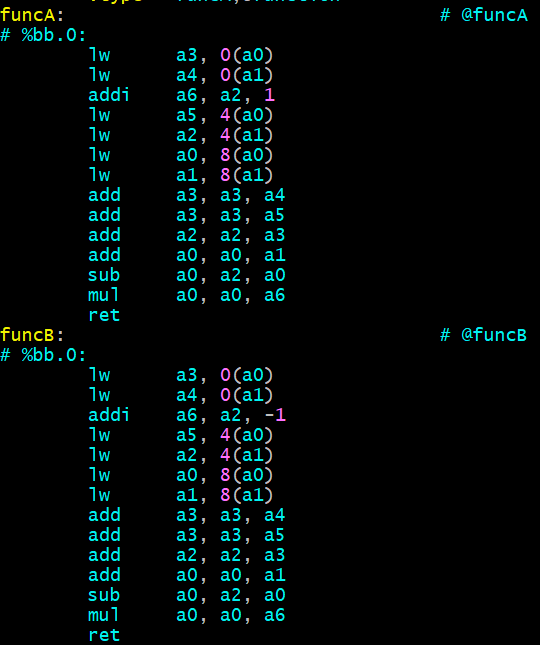 funcA: # @funcA
# %bb.0:
lw a3, 0(a0)
lw a4, 0(a1)
addi a6, a2, 1
lw a5, 4(a0)
lw a2, 4(a1)
lw a0, 8(a0)
lw a1, 8(a1)
add a3, a3, a4
add a3, a3, a5
add a2, a2, a3
add a0, a0, a1
sub a0, a2, a0
mul a0, a0, a6
ret
funcB: # @funcB
# %bb.0:
lw a3, 0(a0)
lw a4, 0(a1)
addi a6, a2, -1
lw a5, 4(a0)
lw a2, 4(a1)
lw a0, 8(a0)
lw a1, 8(a1)
add a3, a3, a4
add a3, a3, a5
add a2, a2, a3
add a0, a0, a1
sub a0, a2, a0
mul a0, a0, a6
ret